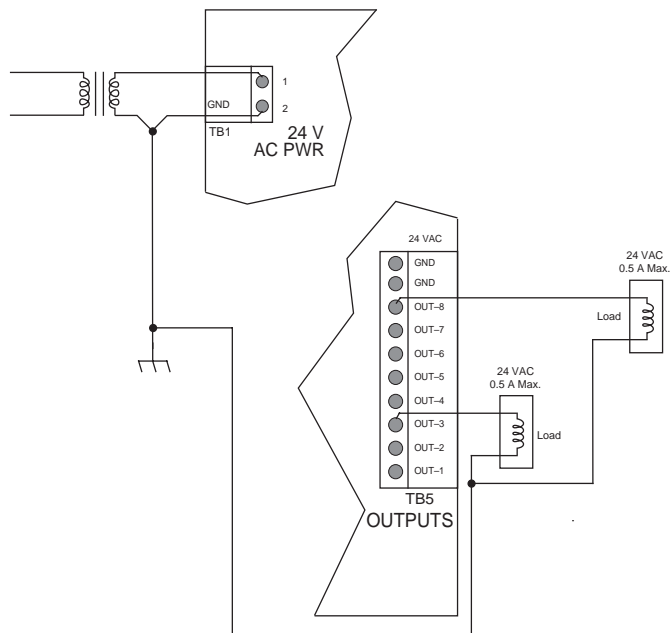 1
GND
2
TB1
24 V
AC PWR
24 VAC
GND
GND
OUT–8
OUT–7
OUT–6
OUT–5
OUT–4
OUT–3
OUT–2
OUT–1
TB5
OUTPUTS
24 VAC
0.5 A Max.
Load
24 VAC
0.5 A Max.
Load